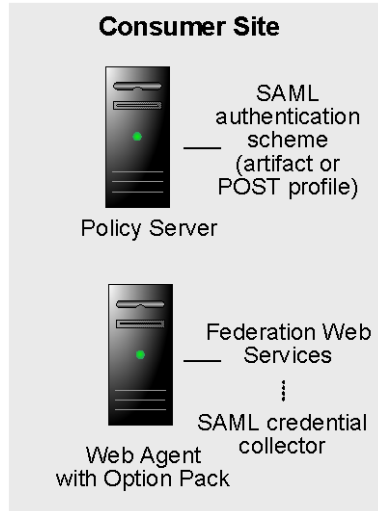 Consumer Site
SAML
authentication
scheme
(artifact or
POST profile)
Policy Server
Federation Web
Services
SAML credential
collector
Web Agent
with Option Pack